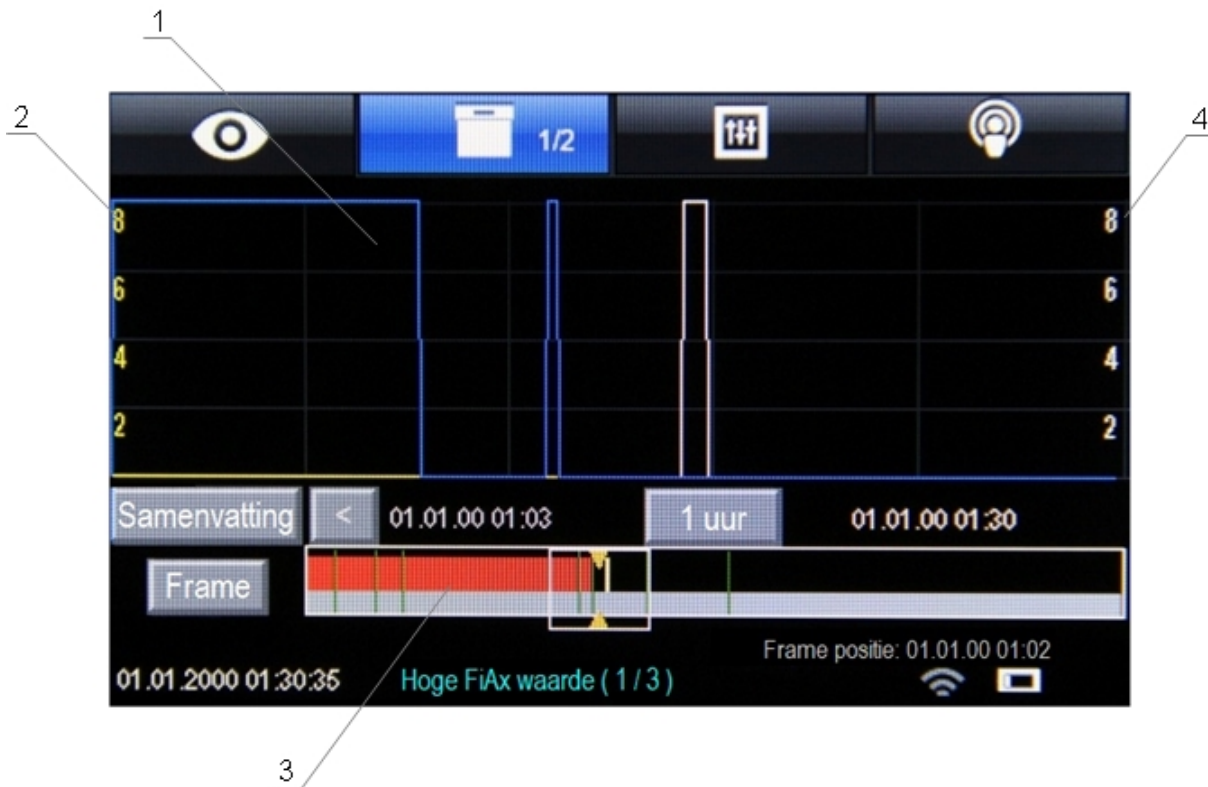 1
2
4
1/2
8 8
6 6
4 4
2 2
Samenvatting < 01.01.00 01:03 1 uur 01.01.00 01:30
Frame
Frame positie: 01.01.00 01:02
01.01.2000 01:30:35 Hoge FiAx waarde ( 1 / 3 )
3